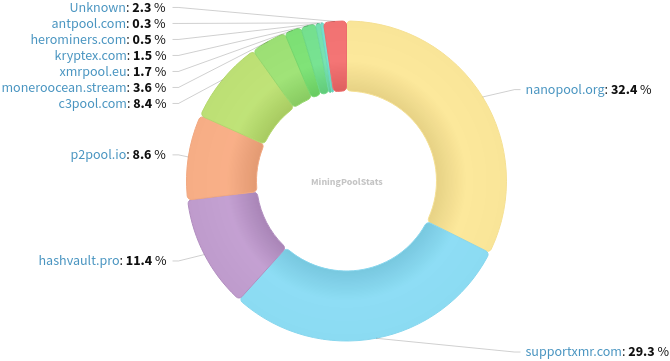 Unknown: 2.3 %
antpool.com: 0.3 %
herominers.com: 0.5 %
kryptex.com: 1.5 %
xmrpool.eu: 1.7 %
moneroocean.stream: 3.6 %
c3pool.com: 8.4 %
nanopool.org: 32.4 %
p2pool.io: 8.6 %
MiningPoolStats
hashvault.pro: 11.4 %
supportxmr.com: 29.3 %